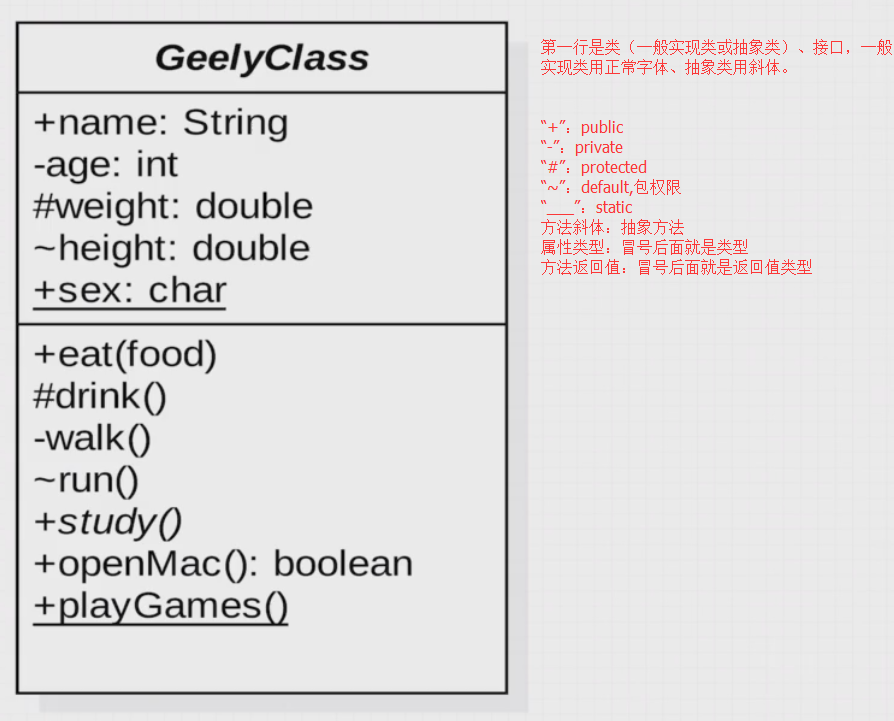 GeelyClass
+name: String
-age: int
#weight: double
~height: double
+sex: char
+eat(food)
#drink()
-walk()
~run()
+study()
+openMac(): boolean
+playGames()
第一行是类（一般实现类或抽象类）、接口，一般
实现类用正常字体、抽象类用斜体。
“+”：public
“-”：private
“#”：protected
“~”：default,包权限
“___”：static
方法斜体：抽象方法
属性类型：冒号后面就是类型
方法返回值：冒号后面就是返回值类型